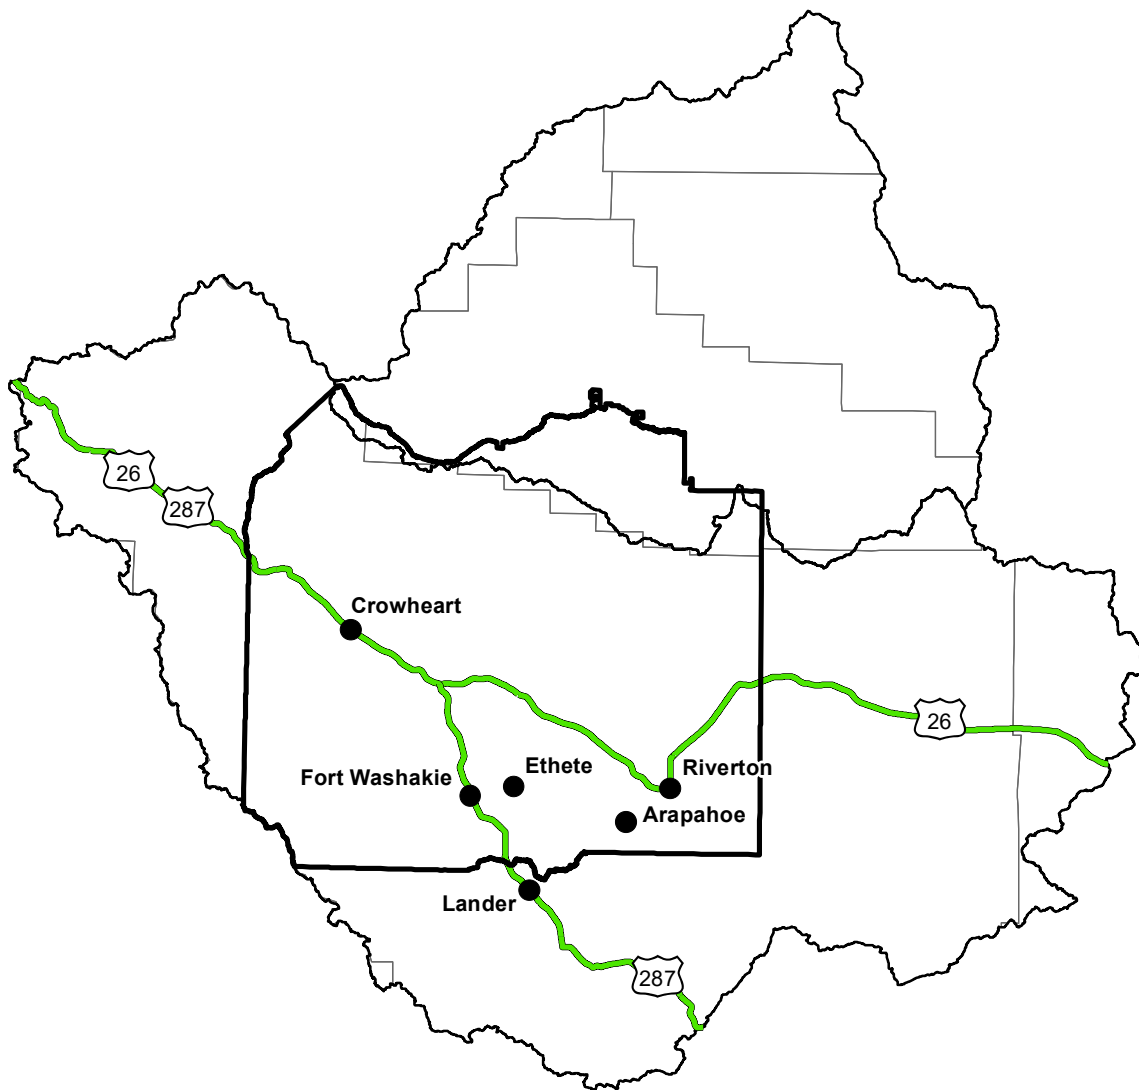 26
287
Crowheart
Ethete
Riverton
Fort Washakie
26
Arapahoe
Lander
287